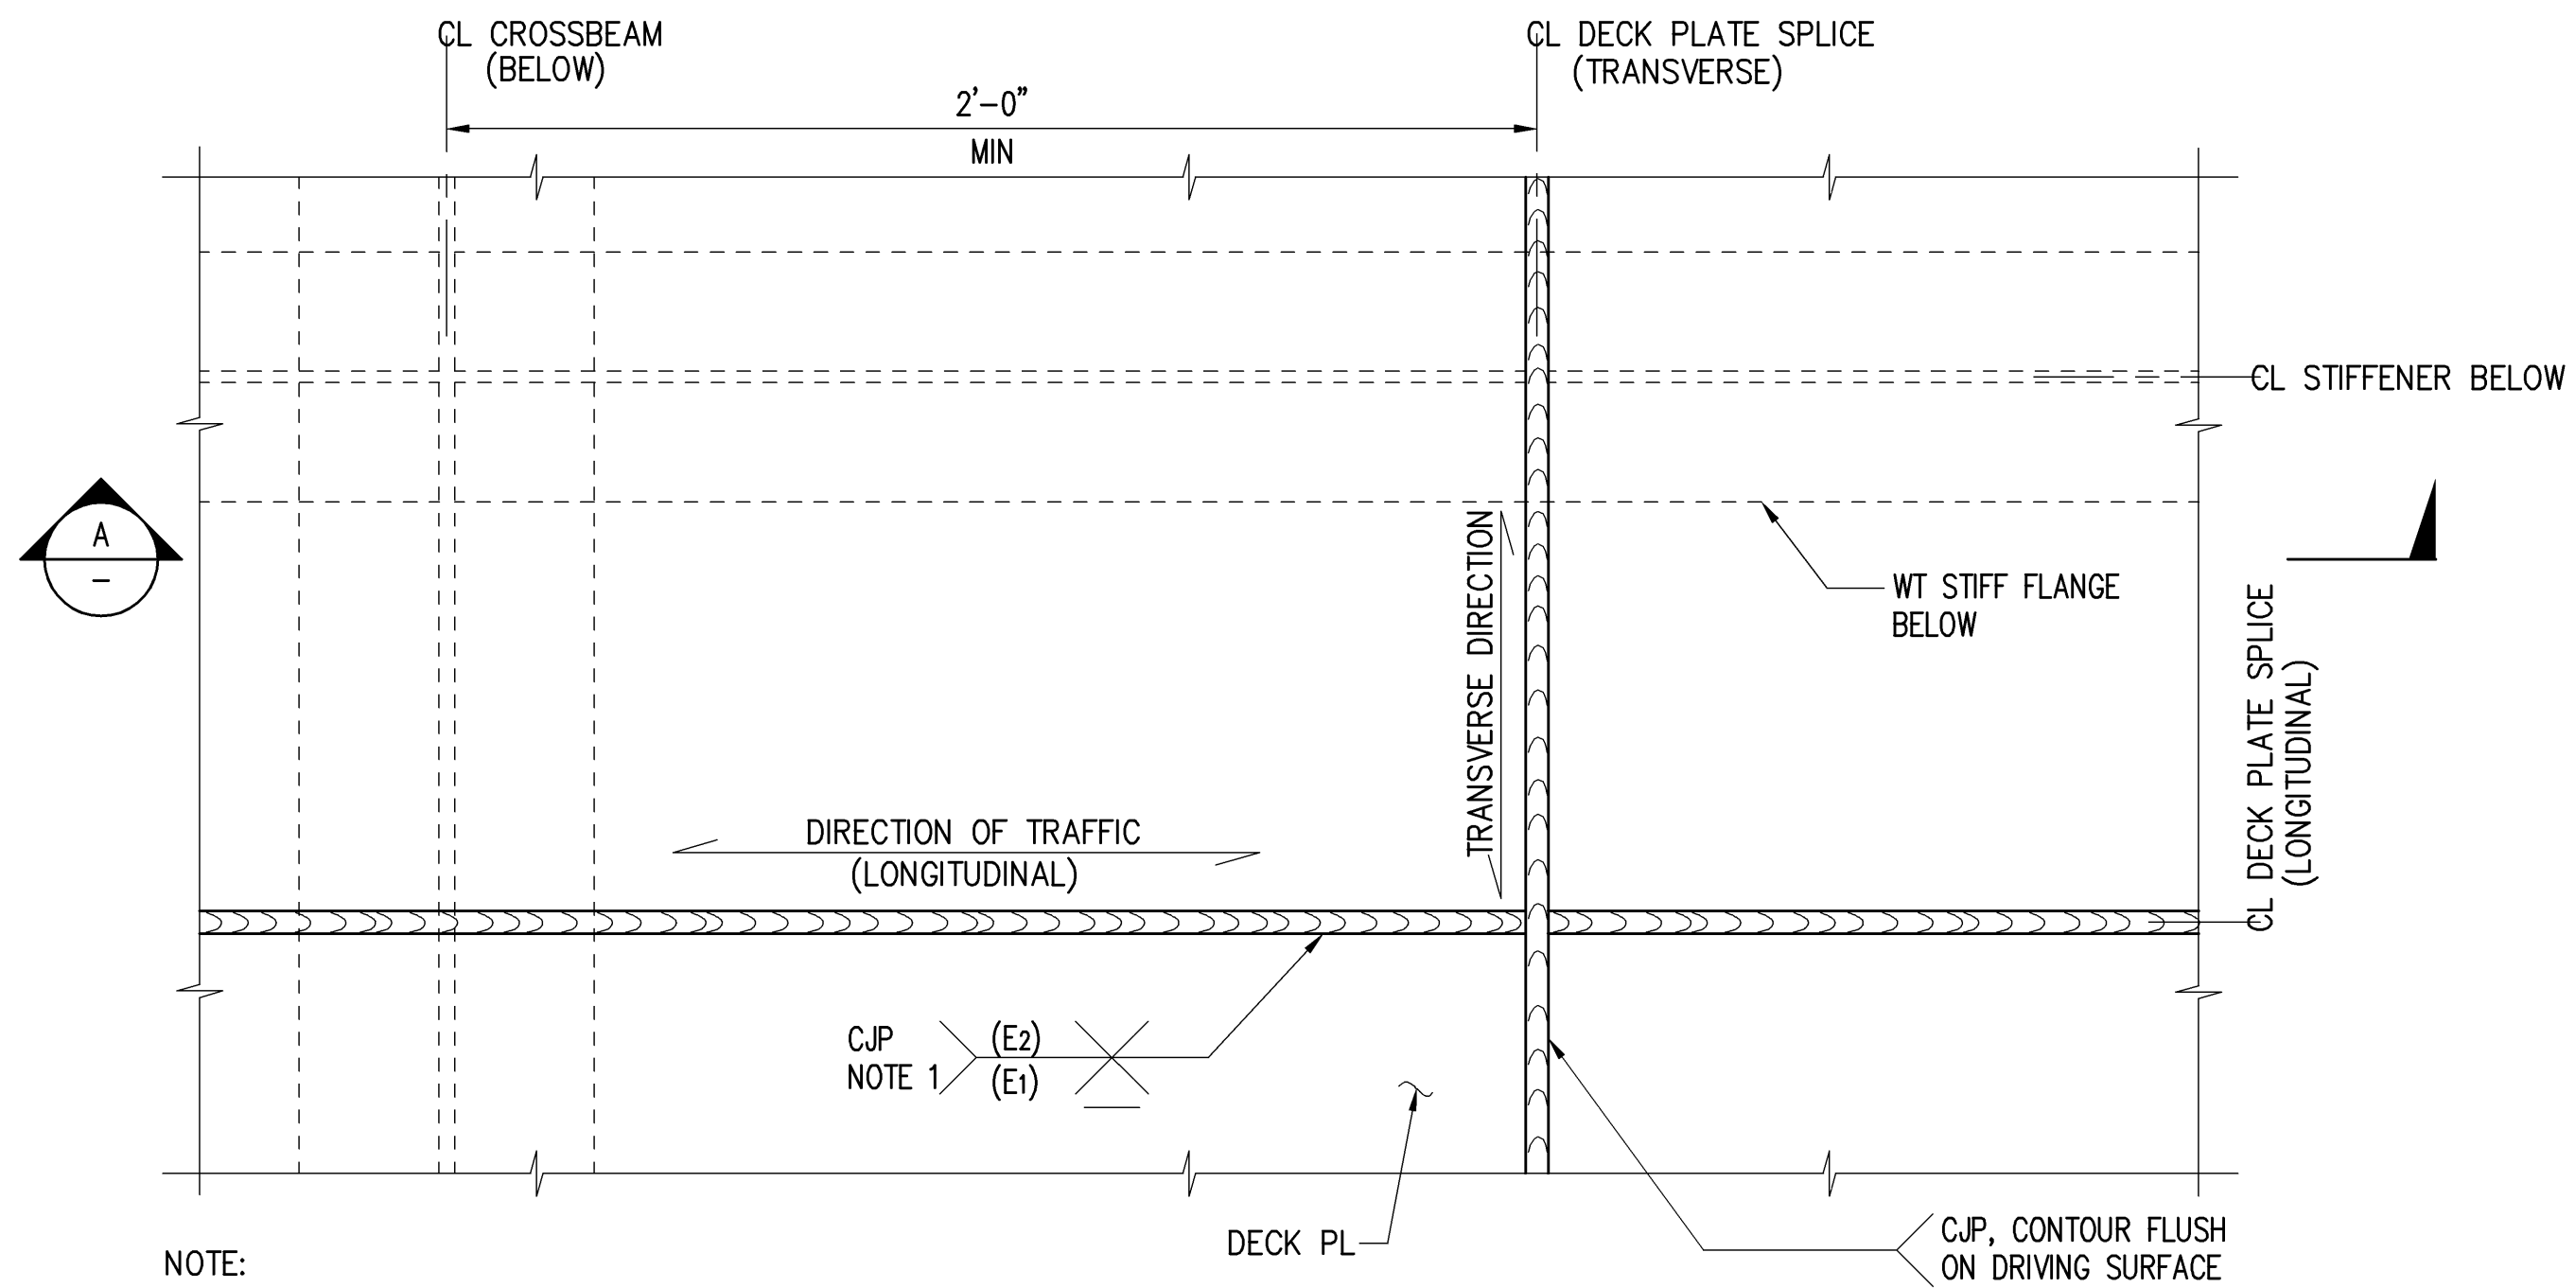 CL CROSSBEAM
(BELOW)
CL DECK PLATE SPLICE
(TRANSVERSE)
2'-0"
MIN
CL STIFFENER BELOW
A
-
WT STIFF FLANGE
BELOW
TRANSVERSE DIRECTION
CL DECK PLATE SPLICE
(LONGITUDINAL)
DIRECTION OF TRAFFIC
(LONGITUDINAL)
CJP
NOTE 1
(E2)
(E1)
DECK PL
CJP, CONTOUR FLUSH
ON DRIVING SURFACE
NOTE: